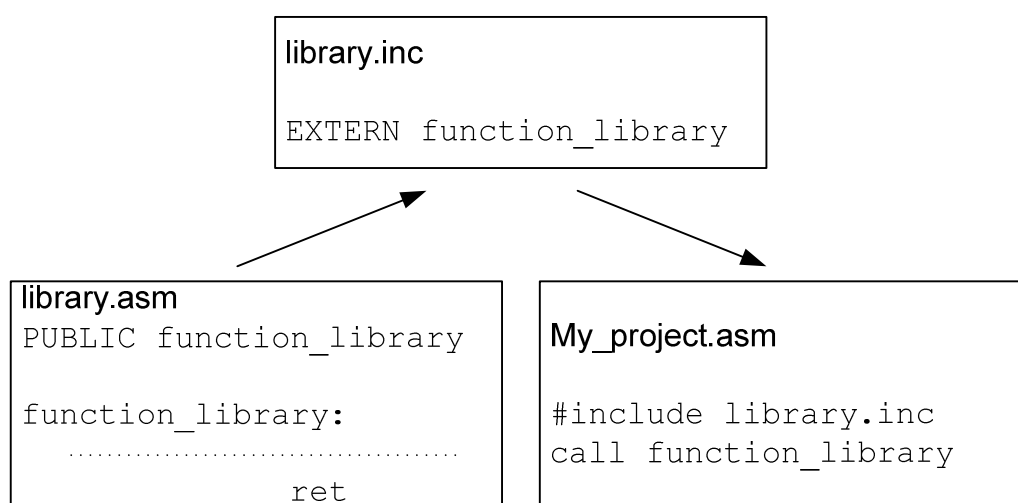 library.inc
EXTERN function_library
library.asm
PUBLIC function_library
function_library:
........................................
ret
My_project.asm
#include library.inc
call function_library